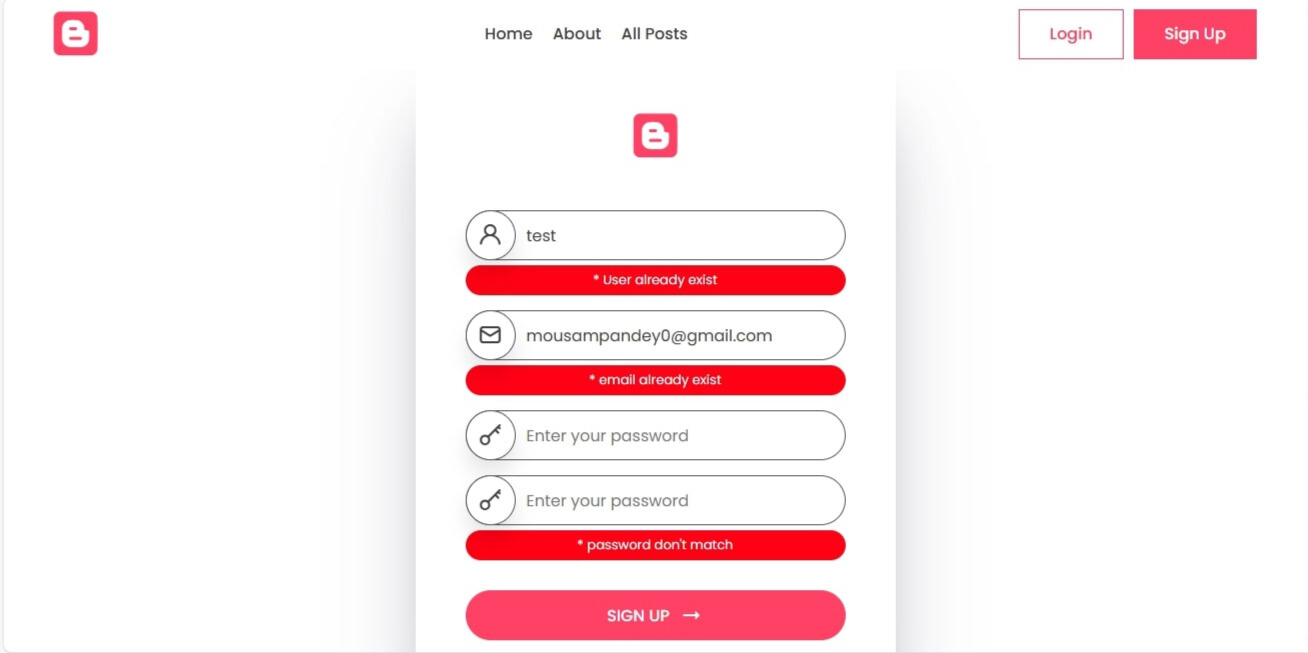 Home About All Posts Login Sign Up
test
* User already exist
mousampandey0@gmail.com
* email already exist
Enter your password
Enter your password
* password don't match
SIGN UP →